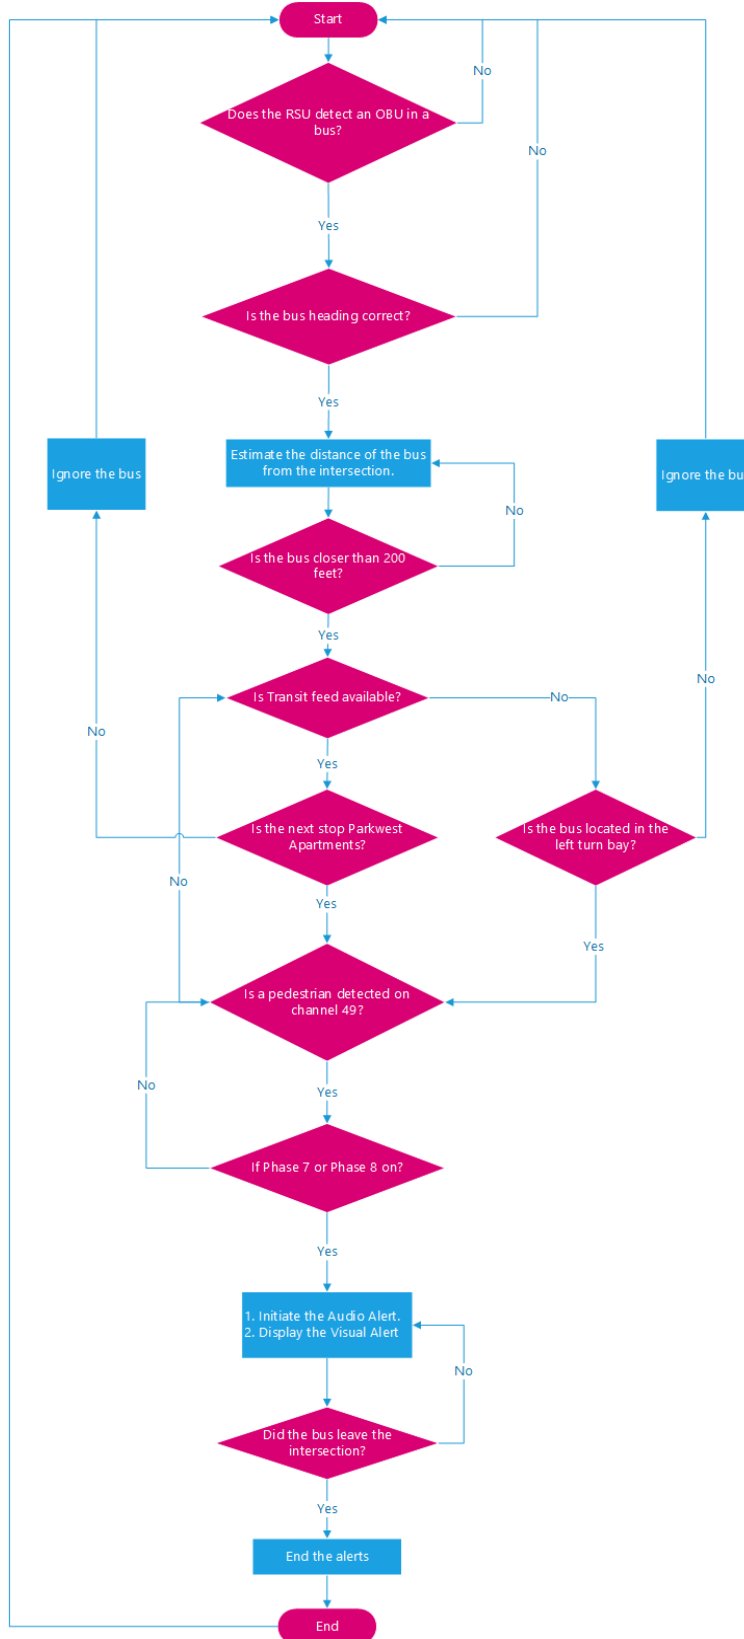 Start
No
Does the RSU detect an OBU in a
bus?
No
Yes
Is the bus heading correct?
Yes
Estimate the distance of the bus
from the intersection.
Ignore the bus
Ignore the bu
No
Is the bus closer than 200
feet?
Yes
No
Is Transit feed available?
No
No
Yes
Is the next stop Parkwest
Apartments?
Is the bus located in the
left turn bay?
No
Yes
Yes
Is a pedestrian detected on
channel 49?
No
Yes
If Phase 7 or Phase 8 on?
Yes
1. Initiate the Audio Alert.
2. Display the Visual Alert
No
Did the bus leave the
intersection?
Yes
End the alerts
End